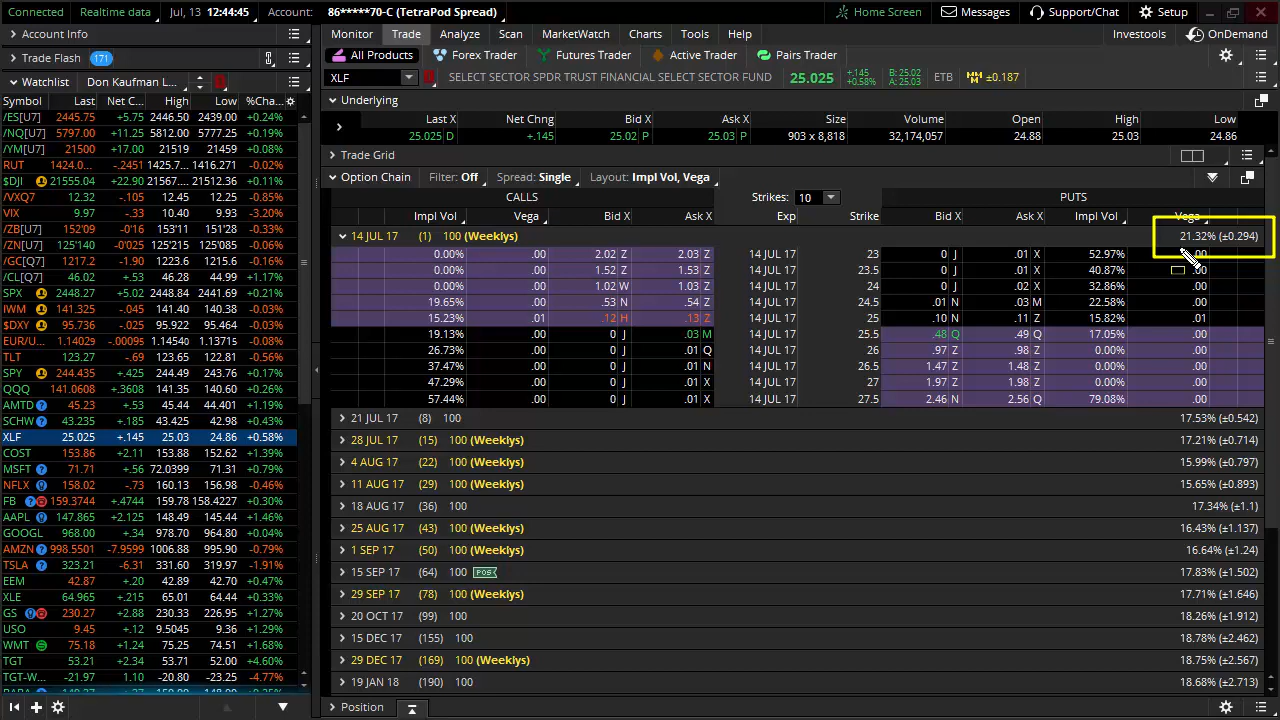 Connected Realtime data Jul, 13 12:44:45 Account: 86*****70-C (TetraPod Spread) Home Screen Messages Support/Chat Setup
Account Info
Trade Flash 171
Watchlist Don Kaufman L...
Symbol Last Net C... High Low %Cha...
/ES[U7] 2445.75 +5.75 2446.50 2439.00 +0.24%
/NQ[U7] 5797.00 +11.25 5812.00 5777.25 +0.19%
/YM[U7] 21500 +17.00 21519 21459 +0.08%
RUT 1424.0... -.2451 1425.7... 1416.271 -0.02%
$DJI 21555.04 +22.90 21567.... 21512.36 +0.11%
/VXQ7 12.32 -.105 12.45 12.25 -0.85%
VIX 9.97 -.33 10.40 9.93 -3.20%
/ZB[U7] 152'09 -0'16 153'11 151'28 -0.33%
/ZN[U7] 125'140 -0'025 125'215 125'070 -0.06%
/GC[Q7] 1217.2 -1.90 1223.6 1215.6 -0.16%
/CL[Q7] 46.02 +.53 46.28 44.99 +1.17%
SPX 2448.27 +5.02 2448.84 2441.69 +0.21%
IWM 141.325 -.045 141.385 140.38 -0.03%
$DXY 95.736 -.025 95.922 95.464 -0.03%
EUR/U... 1.14029 -.00095 1.14540 1.13715 -0.08%
TLT 123.27 -.69 123.65 122.81 -0.56%
SPY 244.435 +.424 244.49 243.76 +0.17%
QQQ 141.0608 +.3608 141.35 140.60 +0.26%
AMTD 45.23 +.53 45.44 44.401 +1.19%
SCHW 43.235 +.185 43.425 42.98 +0.43%
XLF 25.025 +.145 25.03 24.86 +0.58%
COST 153.86 +2.11 153.88 152.62 +1.39%
MSFT 71.71 +.56 72.0399 71.31 +0.79%
NFLX 158.02 -.73 160.13 156.98 -0.46%
FB 159.3744 +.4744 159.78 158.4227 +0.30%
AAPL 147.865 +2.125 148.49 145.44 +1.46%
GOOGL 968.00 +.34 978.70 964.80 +0.04%
AMZN 998.5501 -7.9599 1006.88 995.90 -0.79%
TSLA 323.21 -6.31 331.60 319.97 -1.91%
EEM 42.87 +.20 42.89 42.70 +0.47%
XLE 64.965 +.215 65.01 64.44 +0.33%
GS 230.27 +2.88 230.33 226.95 +1.27%
USO 9.45 +.12 9.5045 9.36 +1.29%
WMT 75.18 +1.24 75.25 74.51 +1.68%
TGT 53.21 +2.34 53.71 52.00 +4.60%
TGT-W... -21.97 1.10 -20.80 -23.25 -4.77%
Monitor Trade Analyze Scan MarketWatch Charts Tools Help Investools OnDemand
All Products Forex Trader Futures Trader Active Trader Pairs Trader
XLF SELECT SECTOR SPDR TRUST FINANCIAL SELECT SECTOR FUND 25.025 +.145 +0.58% B: 25.02 A: 25.03 ETB ±0.187
Underlying
Last X Net Chng Bid X Ask X Size Volume Open High Low
25.025 D +.145 25.02 P 25.03 P 903 x 8,818 32,174,057 24.88 25.03 24.86
Trade Grid
Option Chain Filter: Off Spread: Single Layout: Impl Vol, Vega
CALLS Strikes: 10 PUTS
Impl Vol Vega Bid X Ask X Exp Strike Bid X Ask X Impl Vol Vega
14 JUL 17 (1) 100 (Weeklys) 21.32% (±0.294)
0.00% .00 2.02 Z 2.03 Z 14 JUL 17 23 0 J .01 X 52.97% .00
0.00% .00 1.52 Z 1.53 Z 14 JUL 17 23.5 0 J .01 X 40.87% .00
0.00% .00 1.02 W 1.03 Z 14 JUL 17 24 0 J .02 X 32.86% .00
19.65% .00 .53 N .54 Z 14 JUL 17 24.5 .01 N .03 M 22.58% .00
15.23% .01 .12 H .13 Z 14 JUL 17 25 .10 N .11 Z 15.82% .01
19.13% .00 0 J .03 M 14 JUL 17 25.5 .48 Q .49 Q 17.05% .00
26.73% .00 0 J .01 Q 14 JUL 17 26 .97 Z .98 Z 0.00% .00
37.47% .00 0 J .01 N 14 JUL 17 26.5 1.47 Z 1.48 Z 0.00% .00
47.29% .00 0 J .01 X 14 JUL 17 27 1.97 Z 1.98 Z 0.00% .00
57.44% .00 0 J .01 X 14 JUL 17 27.5 2.46 N 2.56 Q 79.08% .00
21 JUL 17 (8) 100 17.53% (±0.542)
28 JUL 17 (15) 100 (Weeklys) 17.21% (±0.714)
4 AUG 17 (22) 100 (Weeklys) 15.99% (±0.797)
11 AUG 17 (29) 100 (Weeklys) 15.65% (±0.893)
18 AUG 17 (36) 100 17.34% (±1.1)
25 AUG 17 (43) 100 (Weeklys) 16.43% (±1.137)
1 SEP 17 (50) 100 (Weeklys) 16.64% (±1.24)
15 SEP 17 (64) 100 POS 17.83% (±1.502)
29 SEP 17 (78) 100 (Weeklys) 17.71% (±1.646)
20 OCT 17 (99) 100 18.26% (±1.912)
15 DEC 17 (155) 100 18.78% (±2.462)
29 DEC 17 (169) 100 (Weeklys) 18.75% (±2.567)
19 JAN 18 (190) 100 18.68% (±2.713)
Position